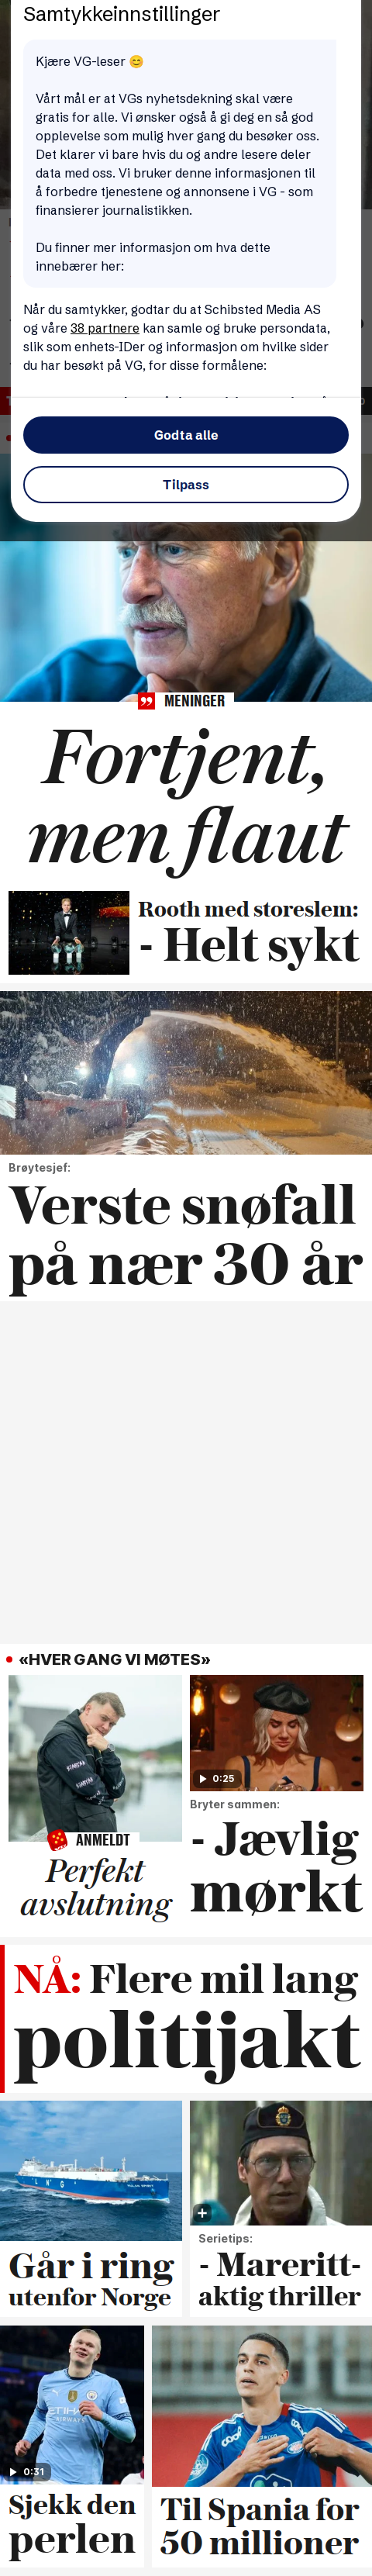 Samtykkeinnstillinger
Kjære VG-leser 😊
Vårt mål er at VGs nyhetsdekning skal være
gratis for alle. Vi ønsker også å gi deg en så god
opplevelse som mulig hver gang du besøker oss.
Det klarer vi bare hvis du og andre lesere deler
data med oss. Vi bruker denne informasjonen til
å forbedre tjenestene og annonsene i VG - som
finansierer journalistikken.
Du finner mer informasjon om hva dette
innebærer her:
Når du samtykker, godtar du at Schibsted Media AS
og våre 38 partnere kan samle og bruke persondata,
slik som enhets-IDer og informasjon om hvilke sider
du har besøkt på VG, for disse formålene:
Godta alle
Tilpass
MENINGER
Fortjent,
men flaut
Rooth med storeslem:
- Helt sykt
Brøytesjef:
Verste snøfall
på nær 30 år
«HVER GANG VI MØTES»
ANMELDT
Perfekt
avslutning
0:25
Bryter sammen:
- Jævlig
mørkt
NÅ: Flere mil lang
politijakt
Går i ring
utenfor Norge
Serietips:
- Mareritt-
aktig thriller
0:31
Sjekk den
perlen
Til Spania for
50 millioner